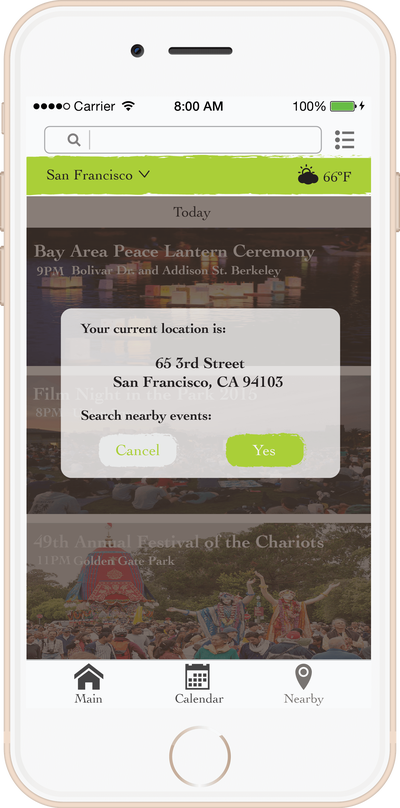 Carrier 8:00 AM 100%
San Francisco 66°F
Today
Bay Area Peace Lantern Ceremony
9PM Bolivar Dr. and Addison St. Berkeley
Your current location is:
65 3rd Street
San Francisco, CA 94103
Film Night in the Park 2015
8PM
Search nearby events:
Cancel Yes
49th Annual Festival of the Chariots
11PM Golden Gate Park
Main Calendar Nearby